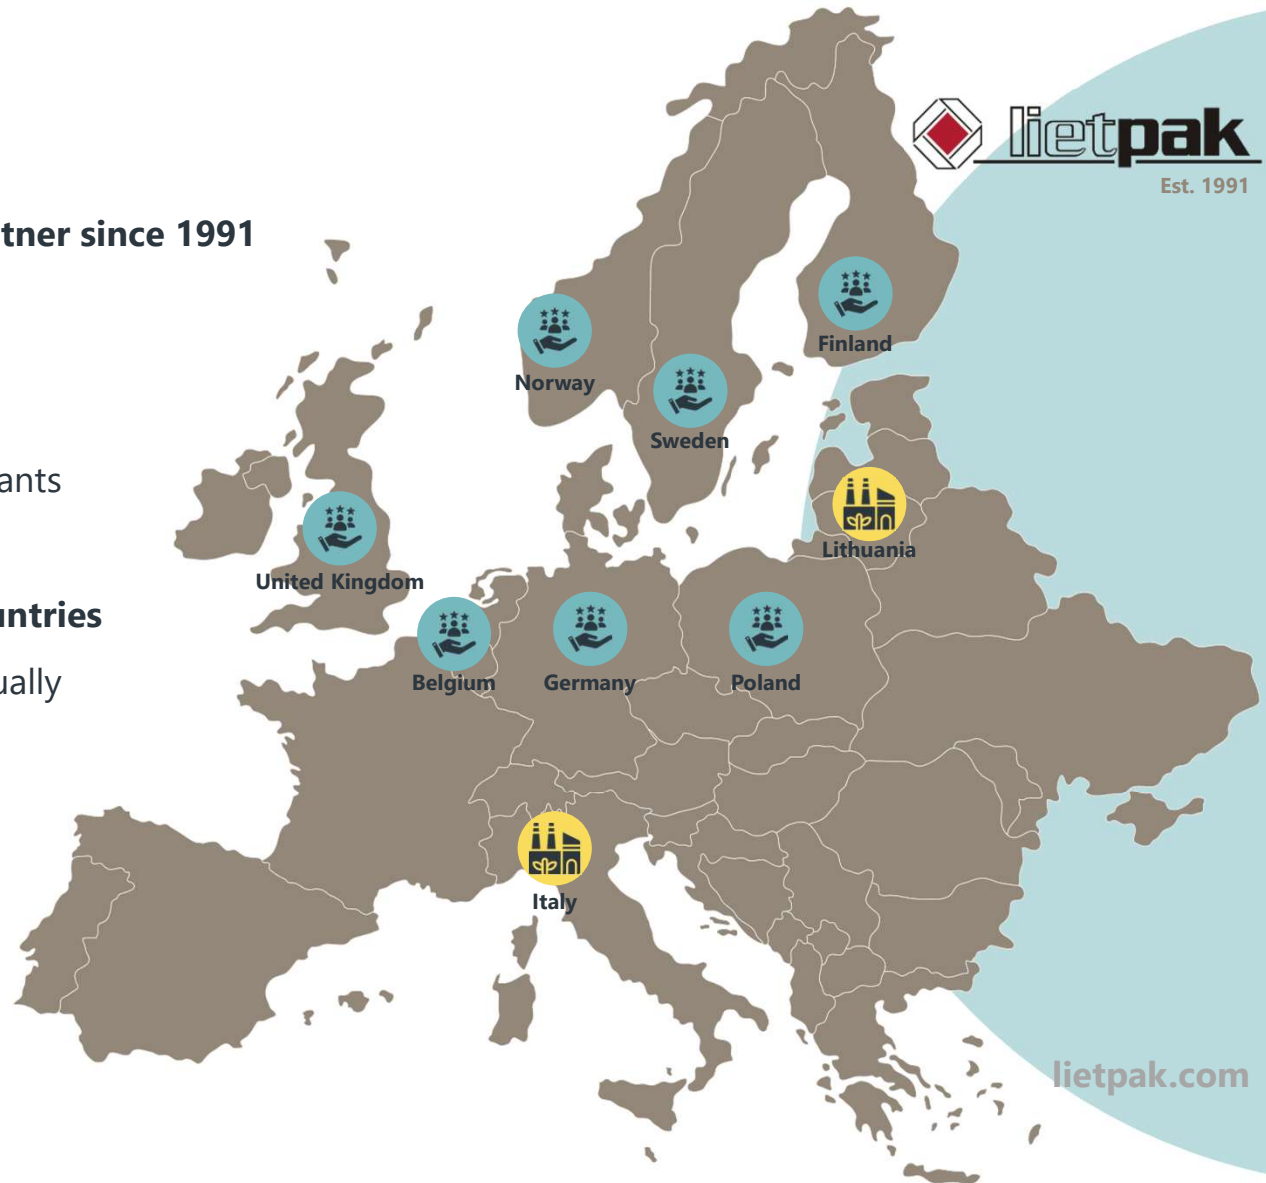 lietpak
Est. 1991
tner since 1991
Finland
Norway
Sweden
ants
Lithuania
United Kingdom
untries
Belgium
Germany
Poland
ually
Italy
lietpak.com